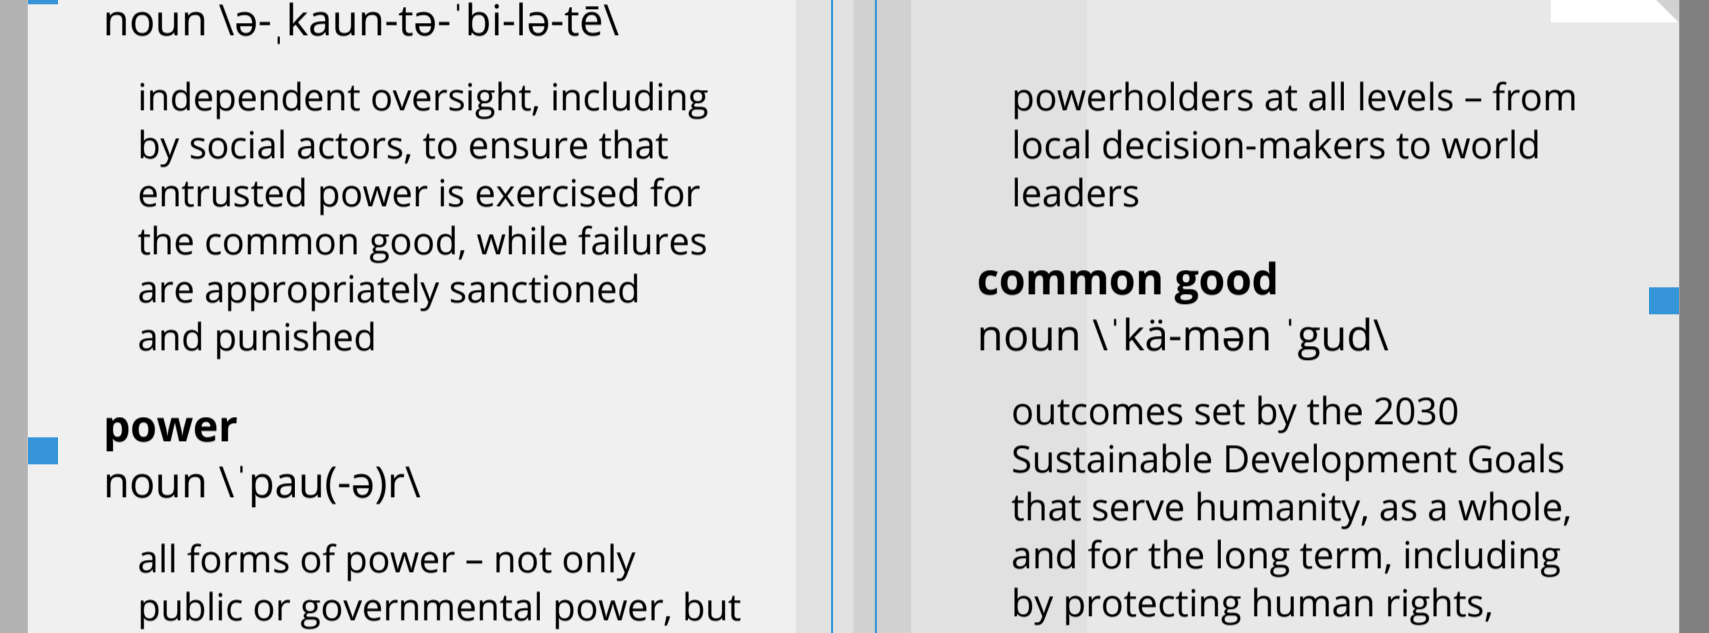 noun \ə-ˌkaun-tə-ˈbi-lə-tē\
independent oversight, including
by social actors, to ensure that
entrusted power is exercised for
the common good, while failures
are appropriately sanctioned
and punished
power
noun \ˈpau(-ə)r\
all forms of power – not only
public or governmental power, but
powerholders at all levels – from
local decision-makers to world
leaders
common good
noun \ˈkä-mən ˈgud\
outcomes set by the 2030
Sustainable Development Goals
that serve humanity, as a whole,
and for the long term, including
by protecting human rights,